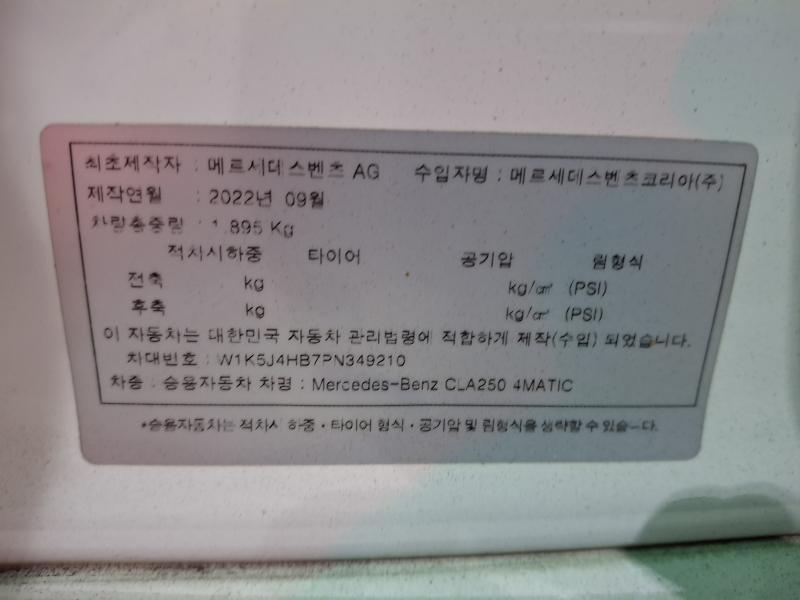 최초제작자 : 메르세데스벤츠 AG 수입자명 : 메르세데스벤츠코리아(주)
제작연월 : 2022년 09월
차량총중량 : 1,895 Kg
적차시하중 타이어 공기압 림형식
전축 kg kg/㎠ (PSI)
후축 kg kg/㎠ (PSI)
이 자동차는 대한민국 자동차 관리법령에 적합하게 제작(수입) 되었습니다.
차대번호 : W1K5J4HB7PN349210
차종 : 승용자동차 차명 : Mercedes-Benz CLA250 4MATIC
*승용자동차는 적차시 하중·타이어 형식·공기압 및 림형식을 생략할 수 있습니다.